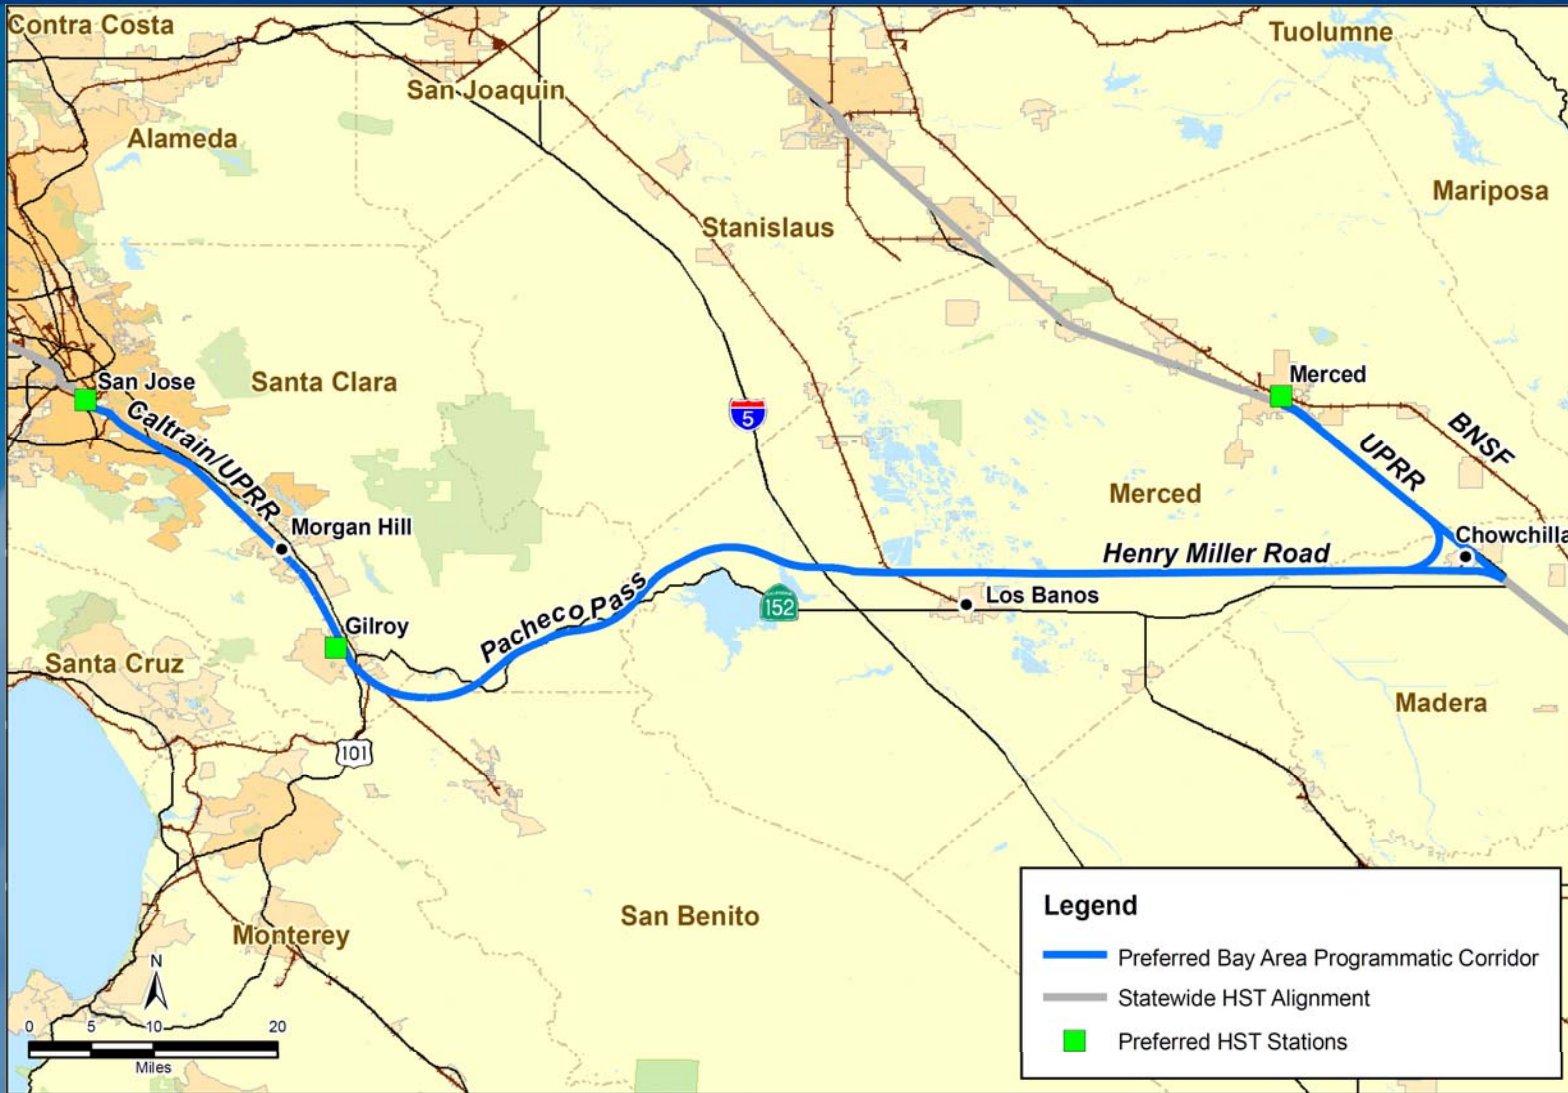 Contra Costa
Tuolumne
San Joaquin
Alameda
Mariposa
Stanislaus
Santa Clara
San Jose
Merced
5
Caltrain/UPRR
BNSF
UPRR
Merced
Morgan Hill
Chowchilla
Henry Miller Road
Pacheco Pass
152
Los Banos
Gilroy
Santa Cruz
Madera
101
San Benito
Monterey
N
0 5 10 20
Miles
Legend
Preferred Bay Area Programmatic Corridor
Statewide HST Alignment
Preferred HST Stations